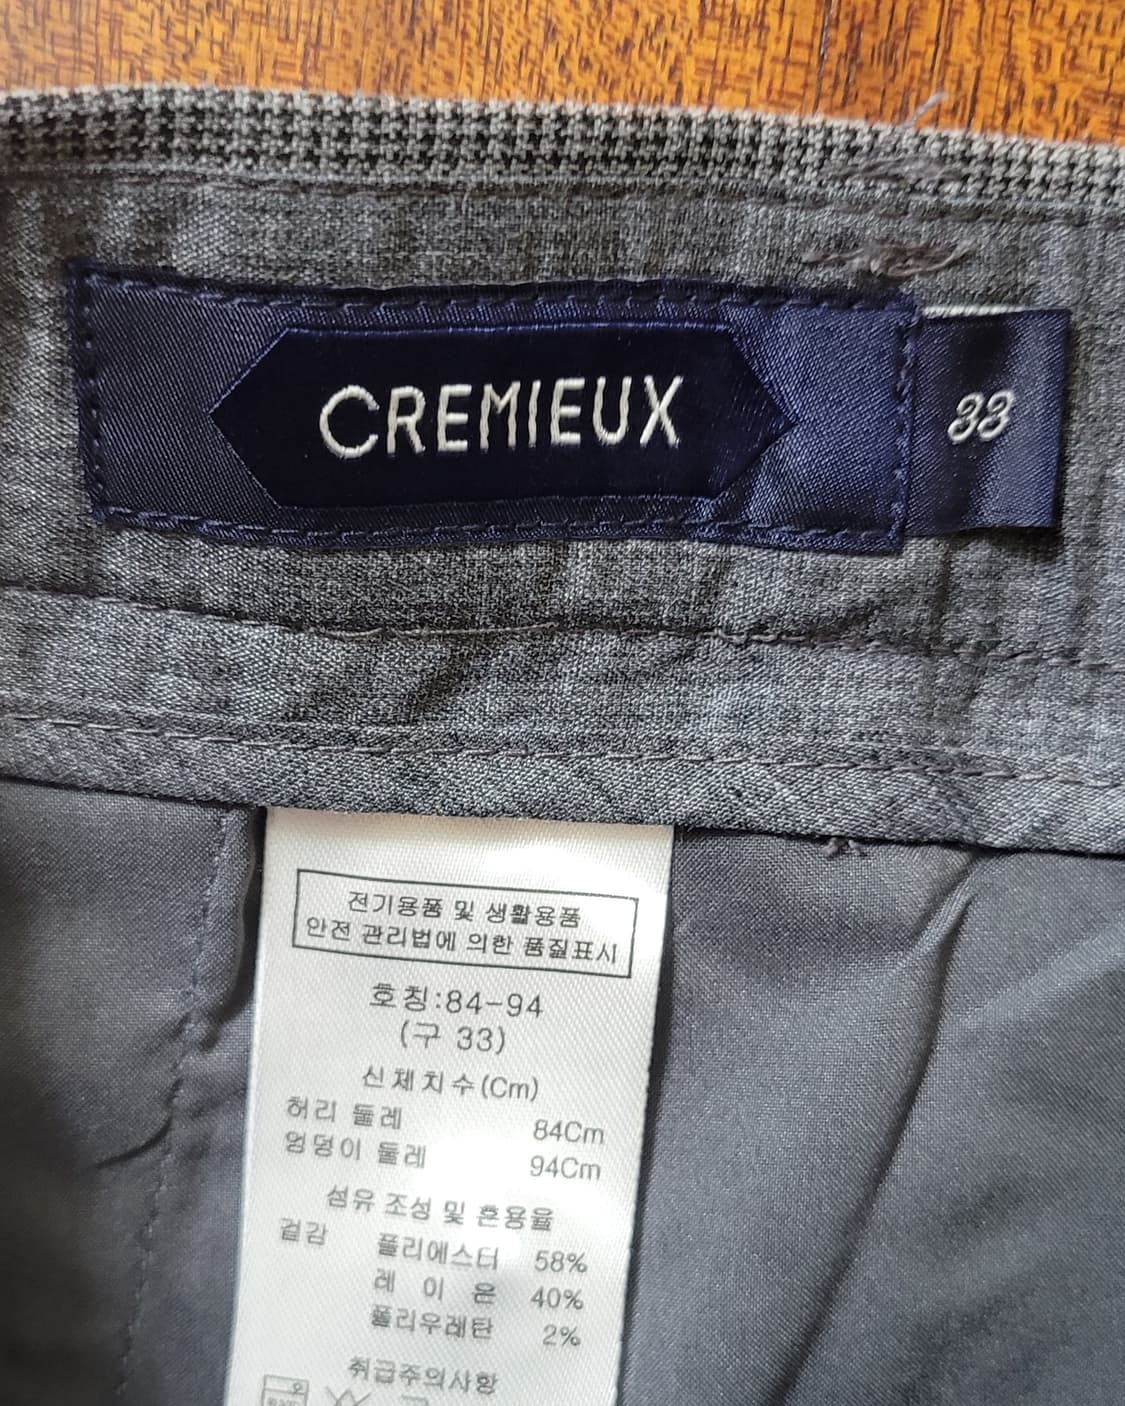 CREMIEUX
33
전기용품 및 생활용품
안전 관리법에 의한 품질표시
호칭:84-94
(구 33)
신체치수(Cm)
허리 둘레 84Cm
엉덩이 둘레 94Cm
섬유 조성 및 혼용율
겉감 폴리에스터 58%
레 이 온 40%
폴리우레탄 2%
취급주의사항